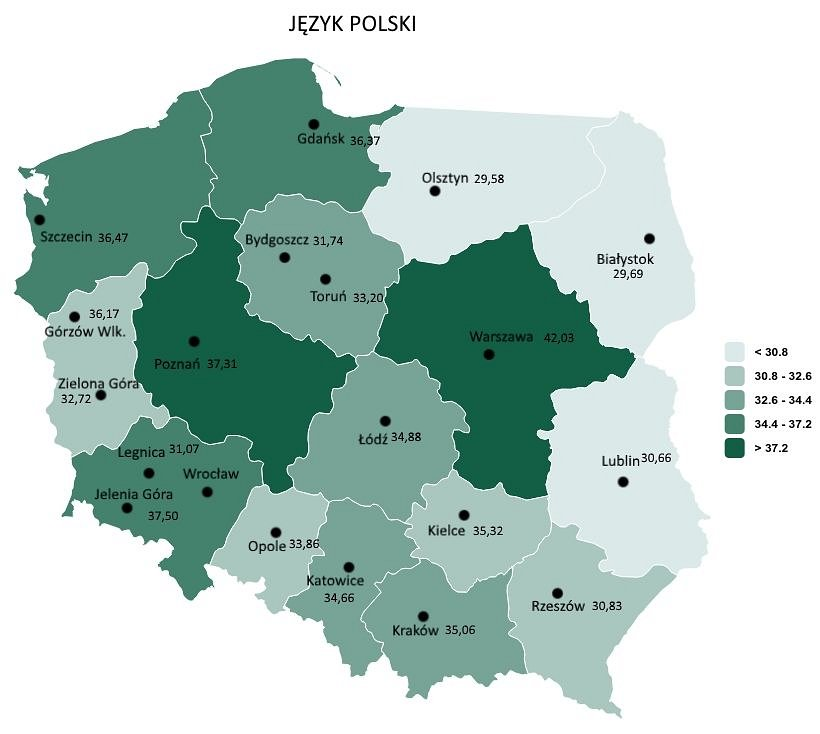 JĘZYK POLSKI
Gdańsk 36,37
Olsztyn 29,58
Szczecin 36,47
Bydgoszcz 31,74
Białystok
29,69
Toruń 33,20
36,17
Górzów Wlk.
Warszawa 42,03
Poznań 37,31
Zielona Góra
32,72
< 30.8
30.8 - 32.6
32.6 - 34.4
34.4 - 37.2
> 37.2
Łódź 34,88
Legnica 31,07
Wrocław
Lublin 30,66
Jelenia Góra
37,50
Kielce 35,32
Opole 33,86
Katowice
34,66
Rzeszów 30,83
Kraków 35,06